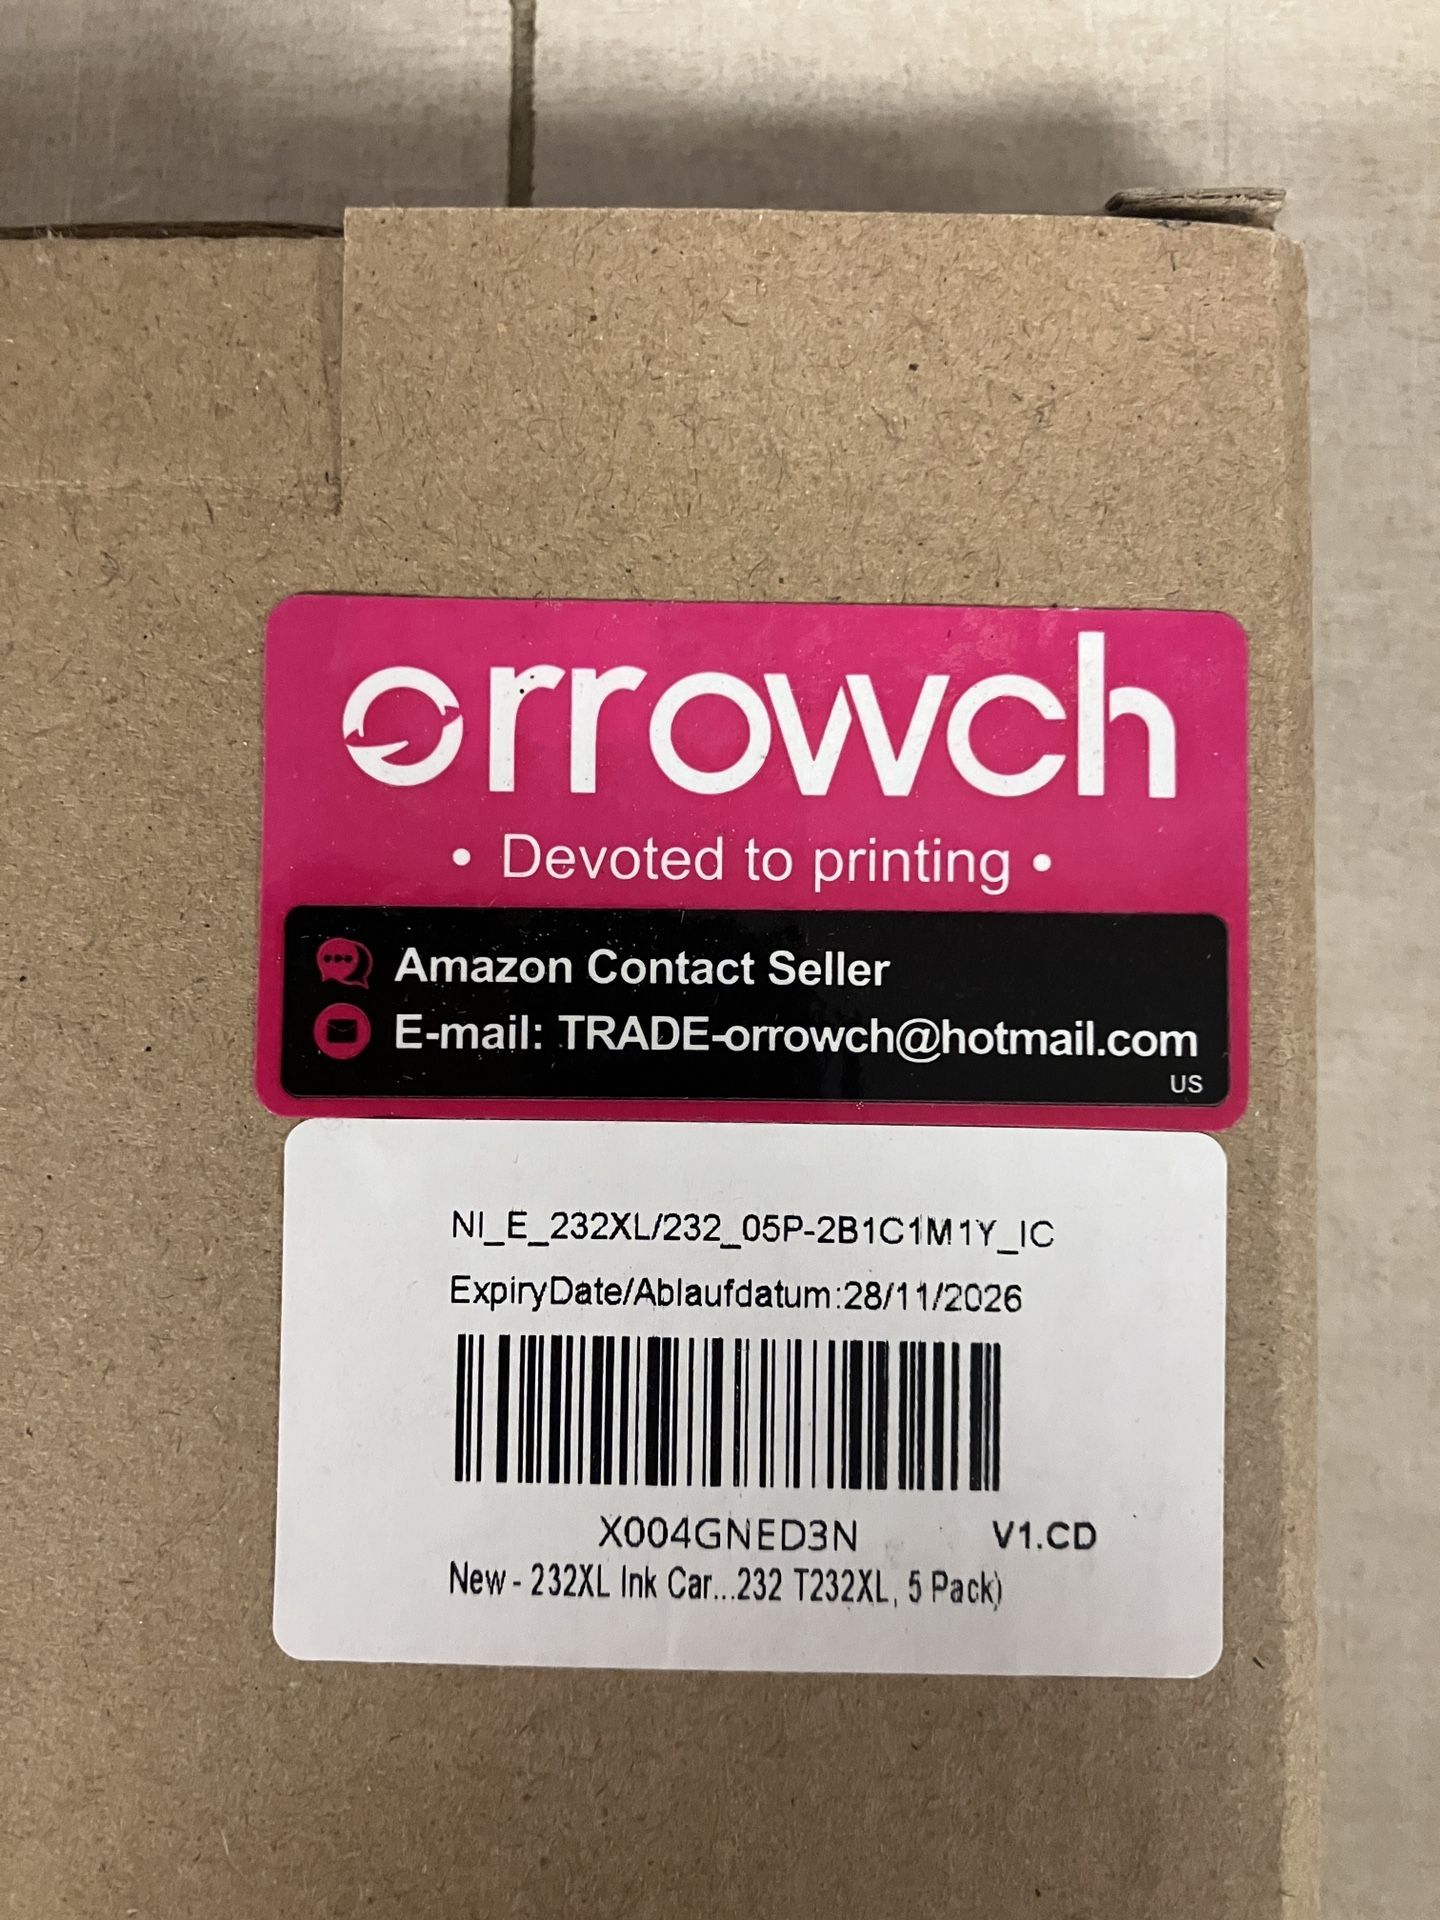 orrowch
• Devoted to printing •
Amazon Contact Seller
E-mail: TRADE-orrowch@hotmail.com
US
NI_E_232XL/232_05P-2B1C1M1Y_IC
ExpiryDate/Ablaufdatum:28/11/2026
X004GNED3N V1.CD
New - 232XL Ink Car...232 T232XL, 5 Pack)